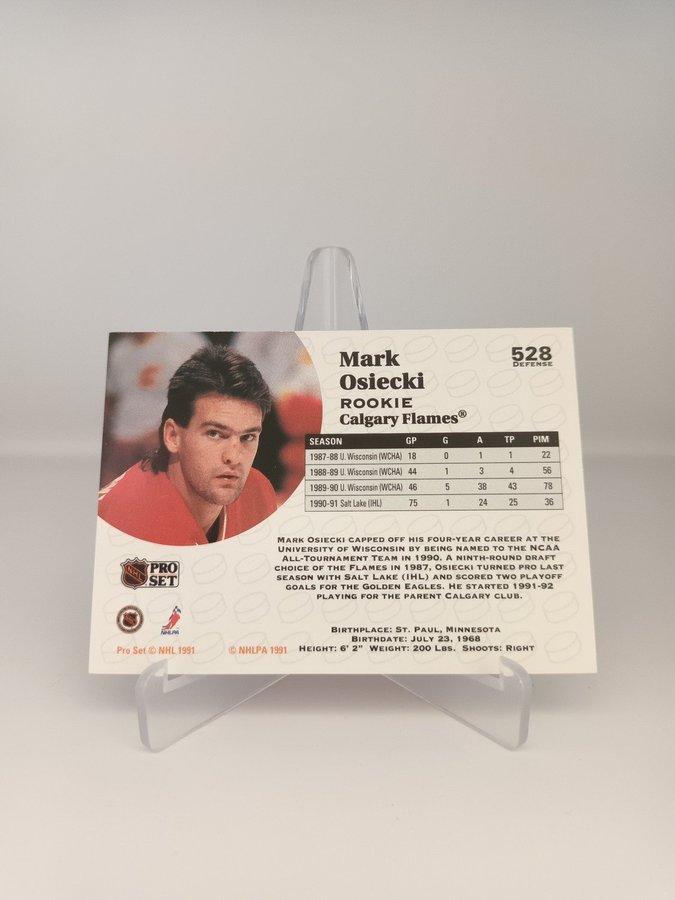 Mark
Osiecki
ROOKIE
Calgary Flames®
528
DEFENSE
SEASON GP G A TP PIM
1987-88 U. Wisconsin (WCHA) 18 0 1 1 22
1988-89 U. Wisconsin (WCHA) 44 1 3 4 56
1989-90 U. Wisconsin (WCHA) 46 5 38 43 78
1990-91 Salt Lake (IHL) 75 1 24 25 36
MARK OSIECKI CAPPED OFF HIS FOUR-YEAR CAREER AT THE
UNIVERSITY OF WISCONSIN BY BEING NAMED TO THE NCAA
ALL-TOURNAMENT TEAM IN 1990. A NINTH-ROUND DRAFT
CHOICE OF THE FLAMES IN 1987, OSIECKI TURNED PRO LAST
SEASON WITH SALT LAKE (IHL) AND SCORED TWO PLAYOFF
GOALS FOR THE GOLDEN EAGLES. HE STARTED 1991-92
PLAYING FOR THE PARENT CALGARY CLUB.
NHL PRO
SET
NHLPA
BIRTHPLACE: ST. PAUL, MINNESOTA
BIRTHDATE: JULY 23, 1968
HEIGHT: 6' 2" WEIGHT: 200 LBS. SHOOTS: RIGHT
Pro Set © NHL 1991 © NHLPA 1991